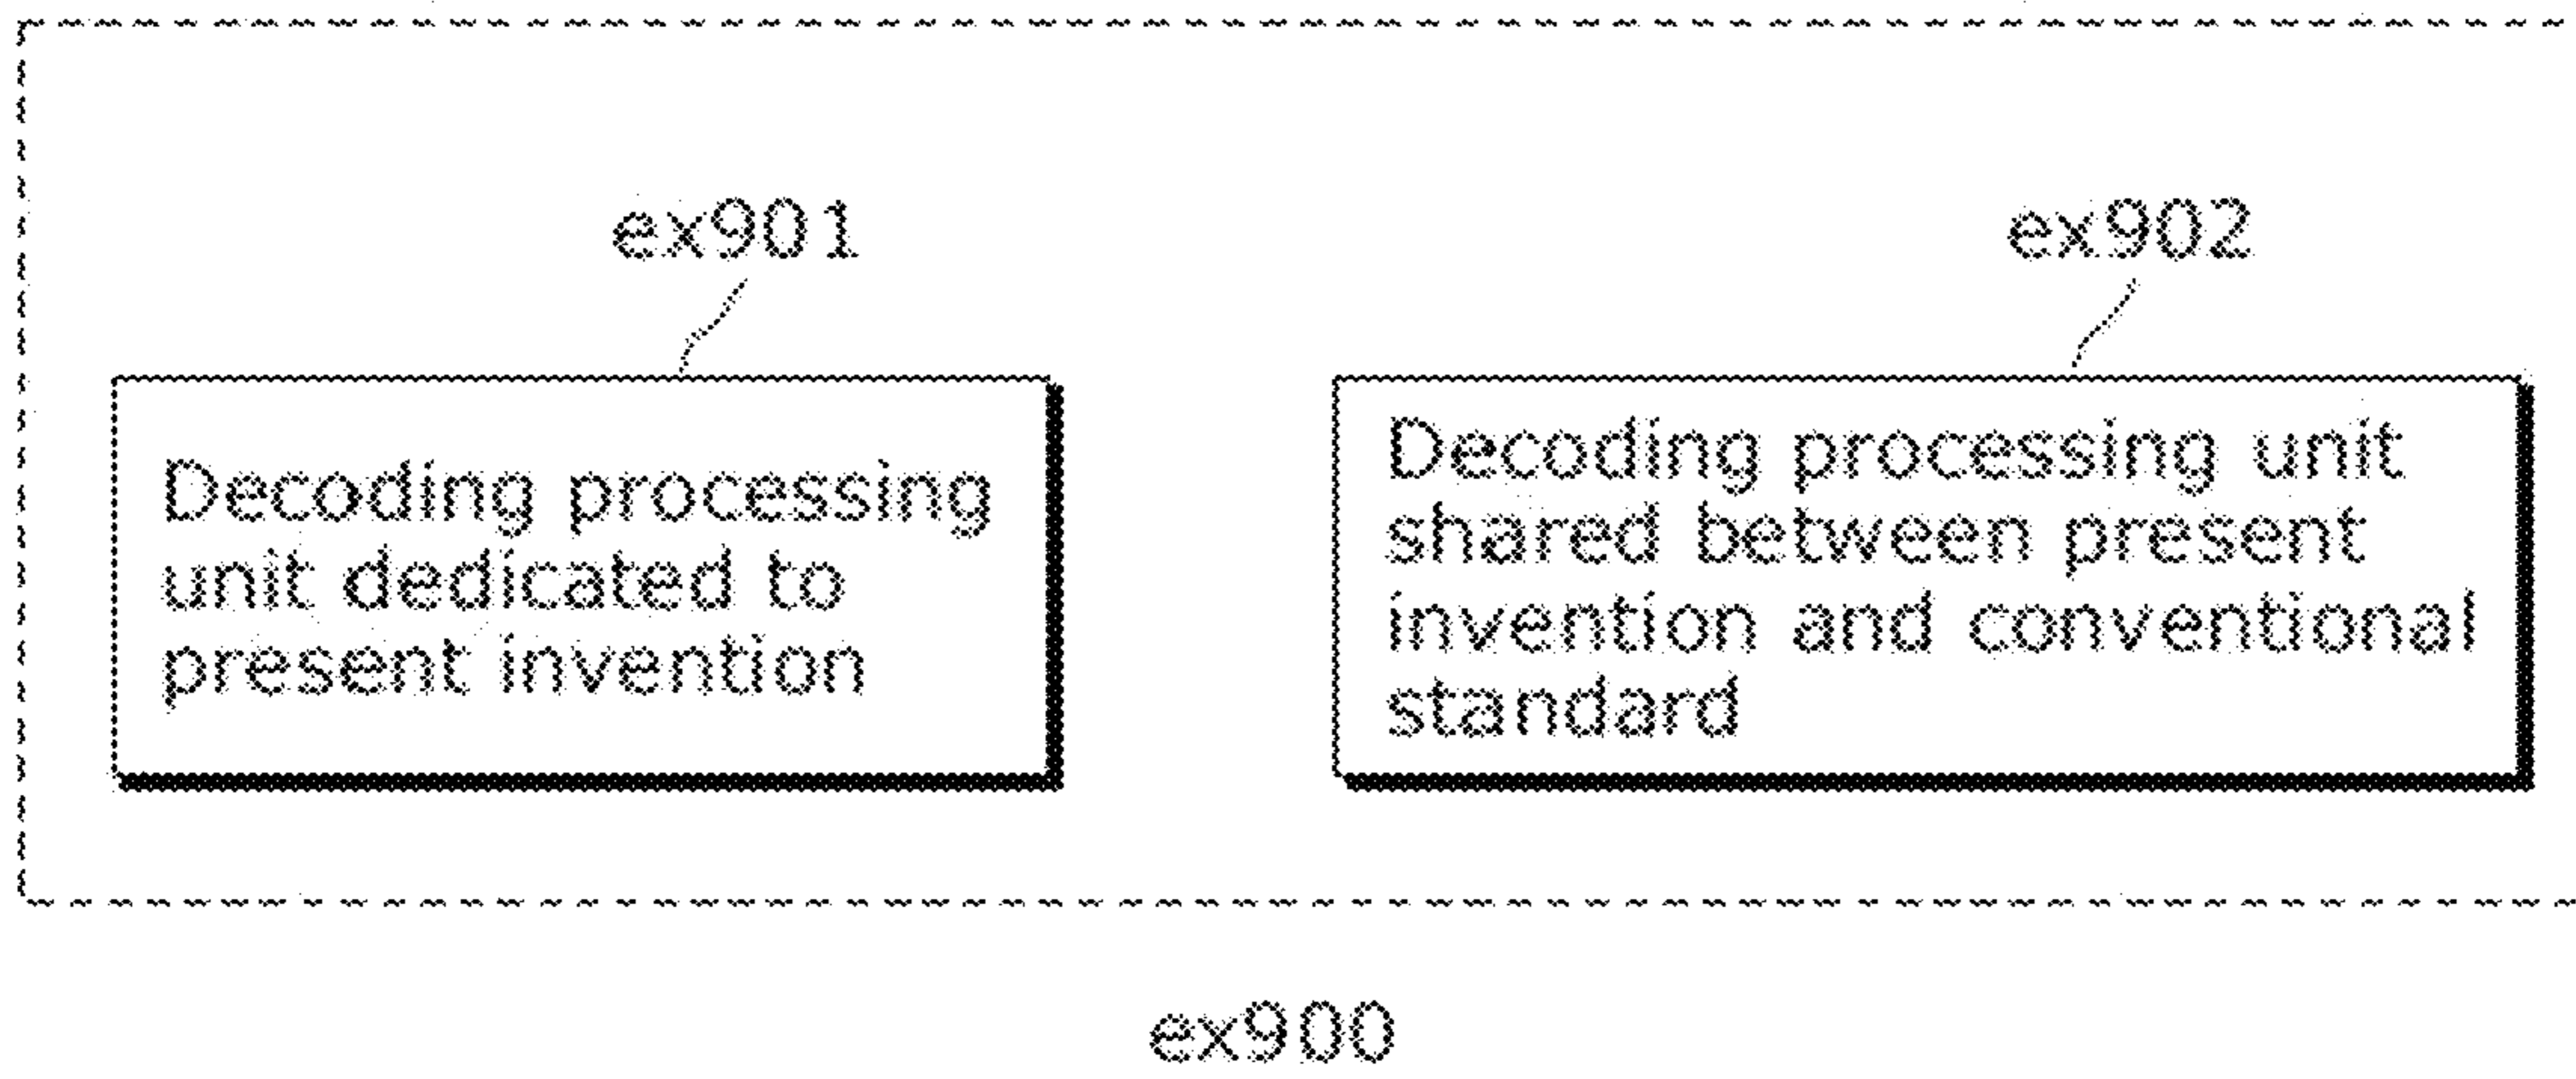 ex901
ex902
Decoding processing
unit dedicated to
present invention
Decoding processing unit
shared between present
invention and conventional
standard
ex900